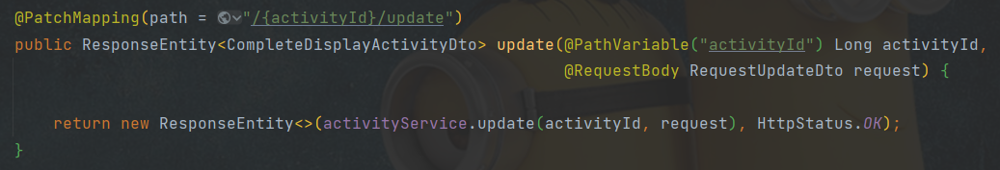 @PatchMapping(path = "/{activityId}/update")
public ResponseEntity<CompleteDisplayActivityDto> update(@PathVariable("activityId") Long activityId,
@RequestBody RequestUpdateDto request) {
return new ResponseEntity<>(activityService.update(activityId, request), HttpStatus.OK);
}